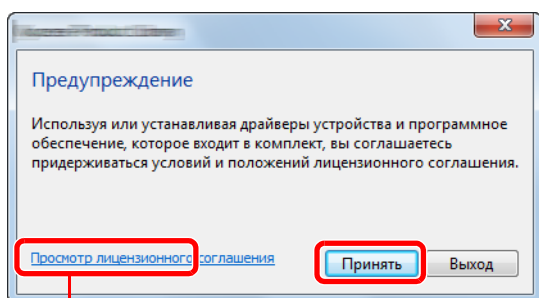 Предупреждение
Используя или устанавливая драйверы устройства и программное
обеспечение, которое входит в комплект, вы соглашаетесь
придерживаться условий и положений лицензионного соглашения.
Просмотр лицензионного соглашения
Принять
Выход